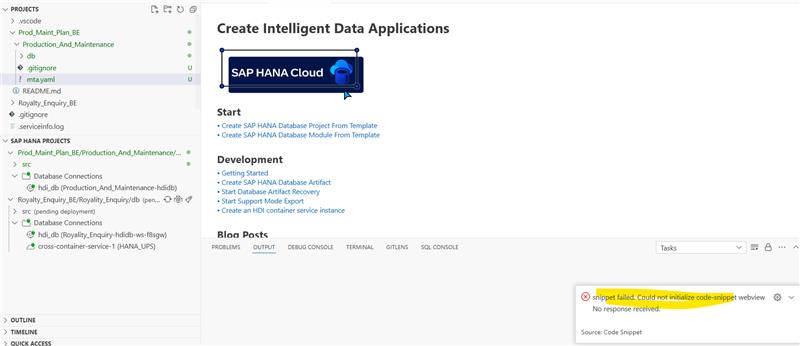 PROJECTS
.vscode
Prod_Maint_Plan_BE
Production_And_Maintenance
db
.gitignore U
! mta.yaml U
README.md
Royalty_Enquiry_BE
.gitignore
.serviceinfo.log
SAP HANA PROJECTS
Prod_Maint_Plan_BE/Production_And_Maintenance/...
src
Database Connections
hdi_db (Production_And_Maintenance-hdidb)
Royalty_Enquiry_BE/Royality_Enquiry/db (pen...
src (pending deployment)
Database Connections
hdi_db (Royality_Enquiry-hdidb-ws-f8sgw)
cross-container-service-1 (HANA_UPS)
OUTLINE
TIMELINE
QUICK ACCESS
Create Intelligent Data Applications
SAP HANA Cloud
Start
• Create SAP HANA Database Project From Template
• Create SAP HANA Database Module From Template
Development
• Getting Started
• Create SAP HANA Database Artifact
• Start Database Artifact Recovery
• Start Support Mode Export
• Create an HDI container service instance
Blog Posts
PROBLEMS OUTPUT DEBUG CONSOLE TERMINAL GITLENS SQL CONSOLE
Tasks
snippet failed. Could not initialize code-snippet webview
No response received.
Source: Code Snippet